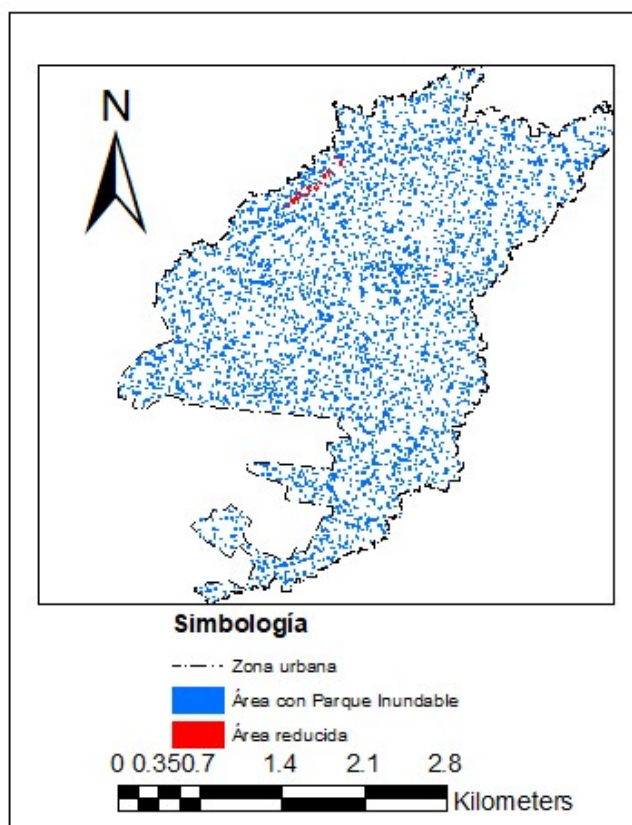 N
Simbología
Zona urbana
Área con Parque Inundable
Área reducida
0 0.350.7 1.4 2.1 2.8
Kilometers